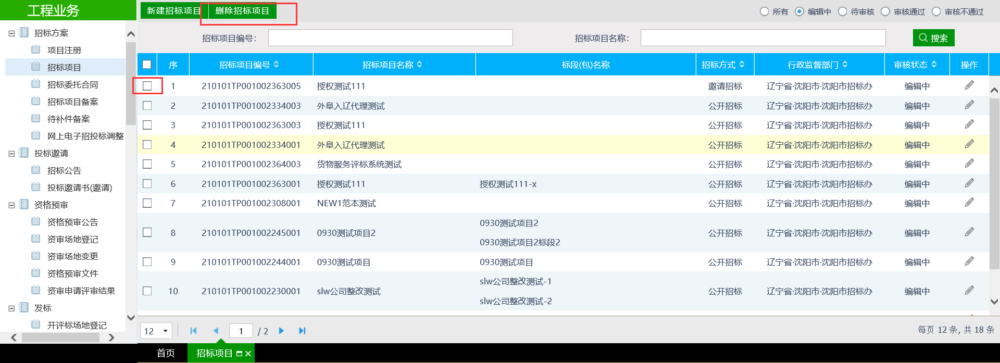 工程业务
新建招标项目 删除招标项目
所有 编辑中 待审核 审核通过 审核不通过
招标项目编号： 招标项目名称： 搜索
招标方案
项目注册
招标项目
招标委托合同
招标项目备案
待补件备案
网上电子招投标调整
投标邀请
招标公告
投标邀请书(邀请)
资格预审
资格预审公告
资审场地登记
资审场地变更
资格预审文件
资审申请评审结果
发标
开评标场地登记
序 招标项目编号 招标项目名称 标段(包)名称 招标方式 行政监督部门 审核状态 操作
1 210101TP001002363005 授权测试111 邀请招标 辽宁省·沈阳市·沈阳市招标办 编辑中
2 210101TP001002334003 外阜入辽代理测试 公开招标 辽宁省·沈阳市·沈阳市招标办 编辑中
3 210101TP001002363003 授权测试111 公开招标 辽宁省·沈阳市·沈阳市招标办 编辑中
4 210101TP001002334001 外阜入辽代理测试 公开招标 辽宁省·沈阳市·沈阳市招标办 编辑中
5 210101TP001002364003 货物服务评标系统测试 公开招标 辽宁省·沈阳市·沈阳市招标办 编辑中
6 210101TP001002363001 授权测试111 授权测试111-x 公开招标 辽宁省·沈阳市·沈阳市招标办 编辑中
7 210101TP001002308001 NEW1范本测试 公开招标 辽宁省·沈阳市·沈阳市招标办 编辑中
0930测试项目2
8 210101TP001002245001 0930测试项目2 公开招标 辽宁省·沈阳市·沈阳市招标办 编辑中
0930测试项目2标段2
9 210101TP001002244001 0930测试项目 0930测试项目 公开招标 辽宁省·沈阳市·沈阳市招标办 编辑中
slw公司整改测试-1
10 210101TP001002230001 slw公司整改测试 公开招标 辽宁省·沈阳市·沈阳市招标办 编辑中
slw公司整改测试-2
12 1 / 2 每页 12 条, 共 18 条
首页 招标项目